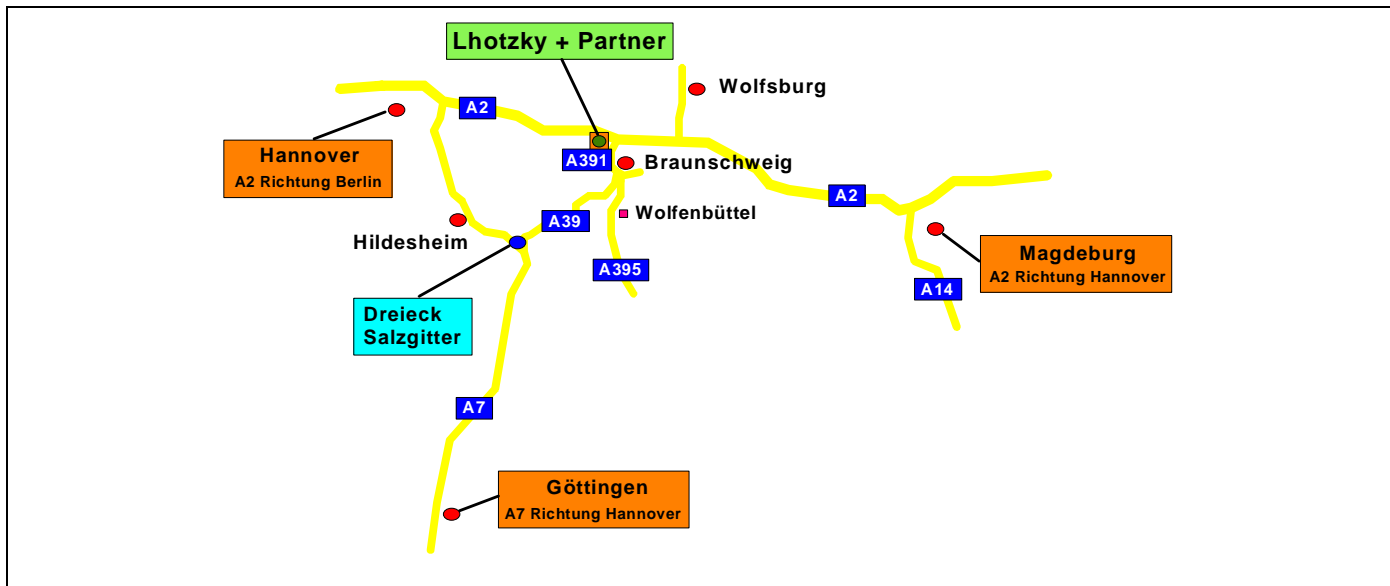 Lhotzky + Partner
Wolfsburg
A2
Hannover
A2 Richtung Berlin
A391
Braunschweig
A2
Wolfenbüttel
A39
Hildesheim
Magdeburg
A2 Richtung Hannover
A395
A14
Dreieck
Salzgitter
A7
Göttingen
A7 Richtung Hannover